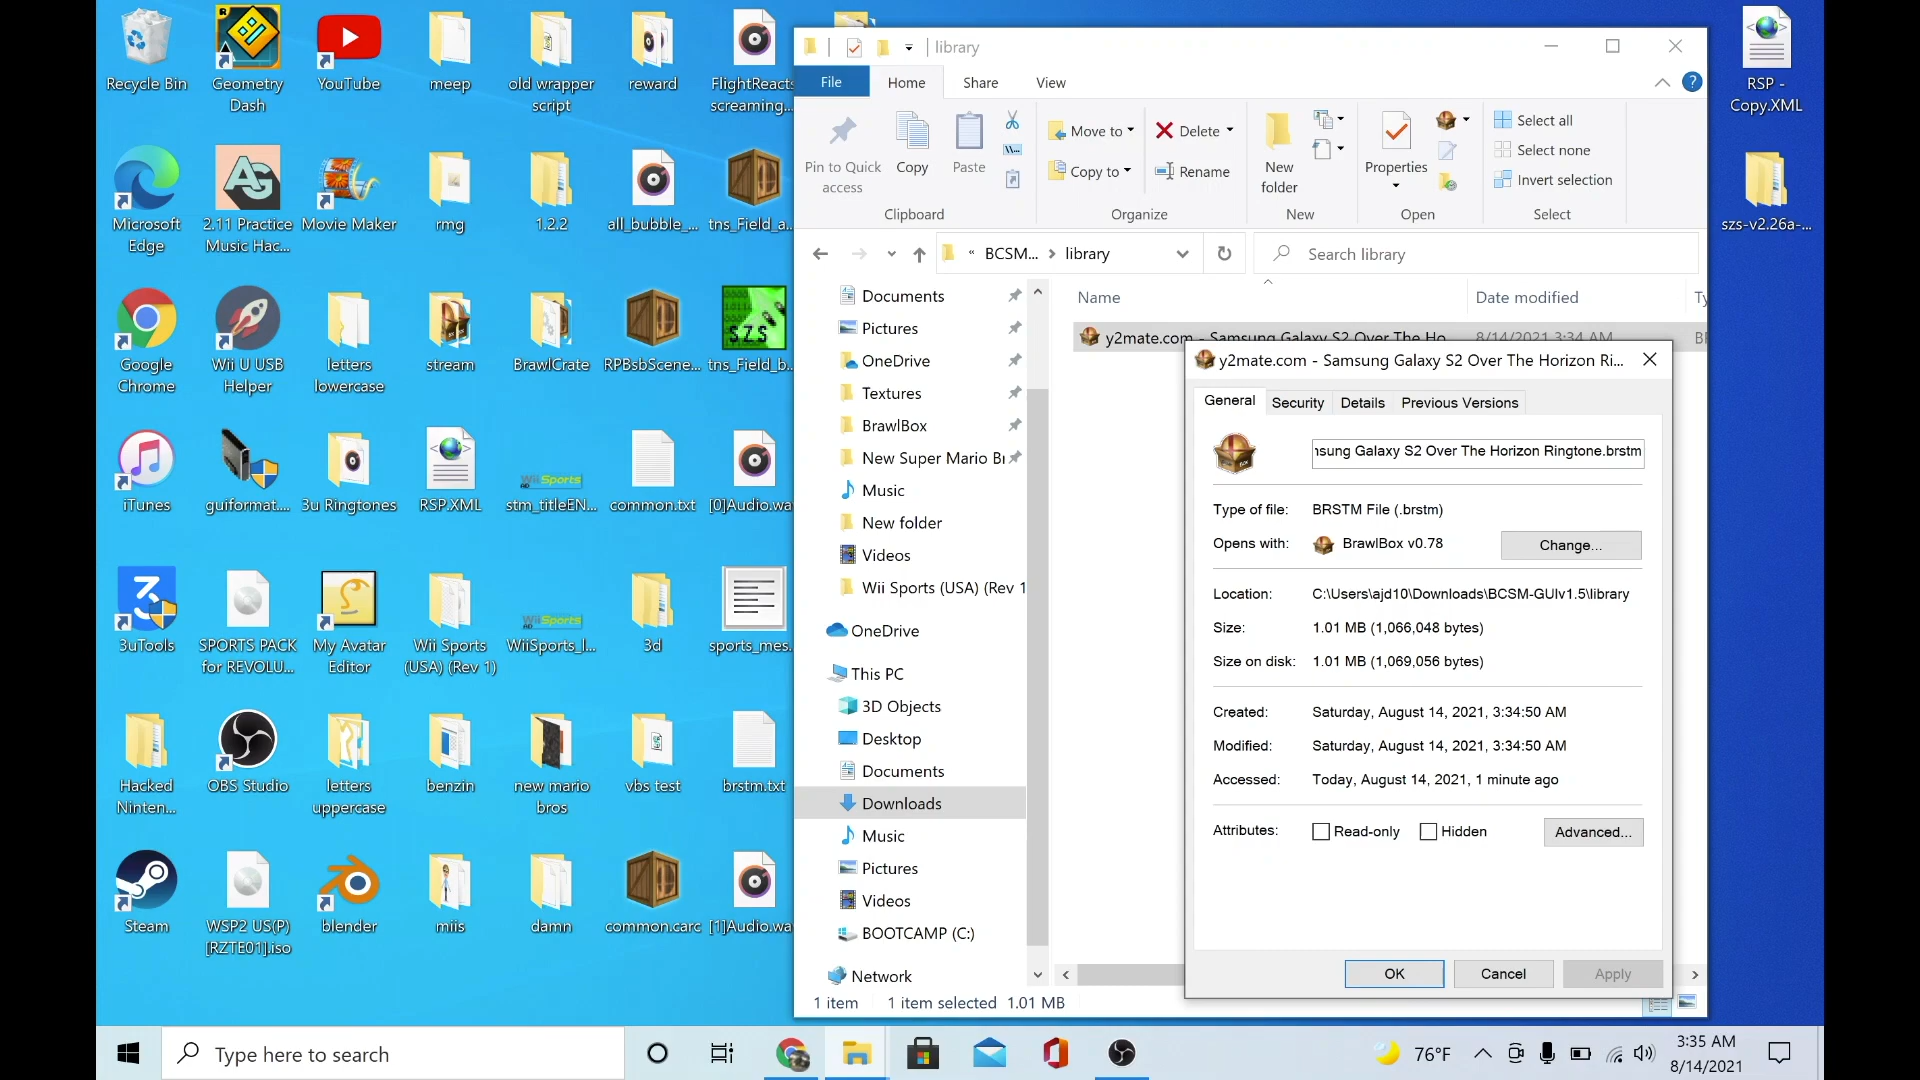 Recycle Bin
Geometry
Dash
YouTube
meep
old wrapper
script
reward
FlightReacts
screaming...
Microsoft
Edge
2.11 Practice
Music Hac...
Movie Maker
rmg
1.2.2
all_bubble_...
tns_Field_a...
Google
Chrome
Wii U USB
Helper
letters
lowercase
stream
BrawlCrate
RPBsbScene...
tns_Field_b...
iTunes
guiformat....
3u Ringtones
RSP.XML
stm_titleEN...
common.txt
[0]Audio.wa
3uTools
SPORTS PACK
for REVOLU...
My Avatar
Editor
Wii Sports
(USA) (Rev 1)
WiiSports_l...
3d
sports_mes.
Hacked
Ninten...
OBS Studio
letters
uppercase
benzin
new mario
bros
vbs test
brstm.txt
Steam
WSP2 US(P)
[RZTE01].iso
blender
miis
damn
common.carc
[1]Audio.wa
RSP -
Copy.XML
szs-v2.26a-...
library
File
Home
Share
View
Pin to Quick
access
Copy
Paste
Clipboard
Move to
Copy to
Delete
Rename
Organize
New
folder
New
Properties
Open
Select all
Select none
Invert selection
Select
« BCSM... › library
Search library
Documents
Pictures
OneDrive
Textures
BrawlBox
New Super Mario Br
Music
New folder
Videos
Wii Sports (USA) (Rev 1
OneDrive
This PC
3D Objects
Desktop
Documents
Downloads
Music
Pictures
Videos
BOOTCAMP (C:)
Network
Name
Date modified
Ty
y2mate.com - Samsung Galaxy S2 Over The Ho
8/14/2021 3:34 AM
1 item
1 item selected 1.01 MB
y2mate.com - Samsung Galaxy S2 Over The Horizon Ri...
General
Security
Details
Previous Versions
nsung Galaxy S2 Over The Horizon Ringtone.brstm
Type of file:
BRSTM File (.brstm)
Opens with:
BrawlBox v0.78
Change...
Location:
C:\Users\ajd10\Downloads\BCSM-GUIv1.5\library
Size:
1.01 MB (1,066,048 bytes)
Size on disk:
1.01 MB (1,069,056 bytes)
Created:
Saturday, August 14, 2021, 3:34:50 AM
Modified:
Saturday, August 14, 2021, 3:34:50 AM
Accessed:
Today, August 14, 2021, 1 minute ago
Attributes:
Read-only
Hidden
Advanced...
OK
Cancel
Apply
Type here to search
76°F
3:35 AM
8/14/2021